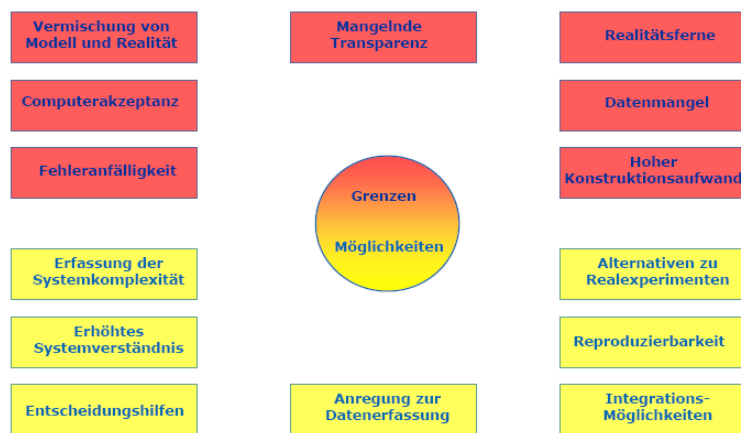 Vermischung von
Modell und Realität
Mangelnde
Transparenz
Realitätsferne
Computerakzeptanz
Datenmangel
Fehleranfälligkeit
Hoher
Konstruktionsaufwand
Grenzen
Möglichkeiten
Erfassung der
Systemkomplexität
Alternativen zu
Realexperimenten
Erhöhtes
Systemverständnis
Reproduzierbarkeit
Entscheidungshilfen
Anregung zur
Datenerfassung
Integrations-
Möglichkeiten